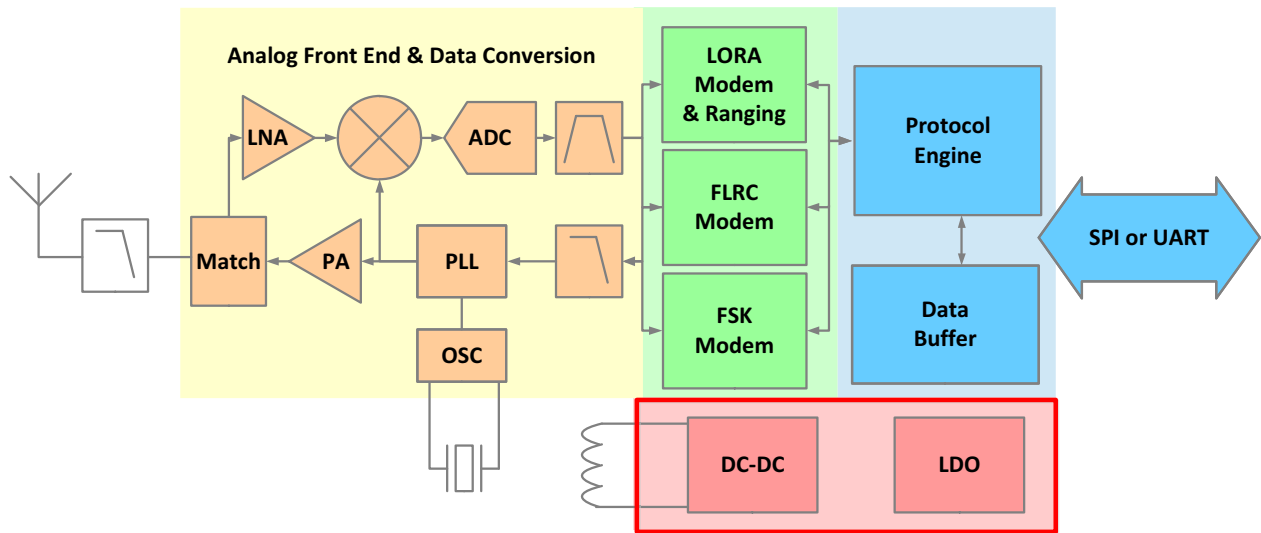 Analog Front End & Data Conversion
LNA
ADC
Match
PA
PLL
OSC
LORA
Modem
& Ranging
FLRC
Modem
FSK
Modem
Protocol
Engine
Data
Buffer
SPI or UART
DC-DC
LDO